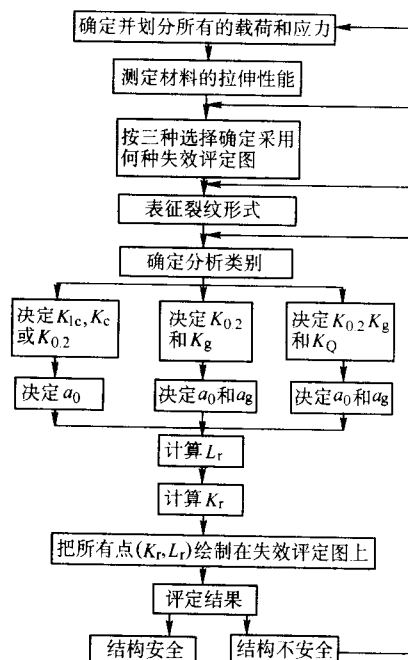 确定并划分所有的载荷和应力
测定材料的拉伸性能
按三种选择确定采用
何种失效评定图
表征裂纹形式
确定分析类别
决定K1c,Kc
或K0.2
决定K0.2
和Kg
决定K0.2Kg
和KQ
决定a0
决定a0和ag
决定a0和ag
计算Lr
计算Kr
把所有点(Kr,Lr)绘制在失效评定图上
评定结果
结构安全
结构不安全